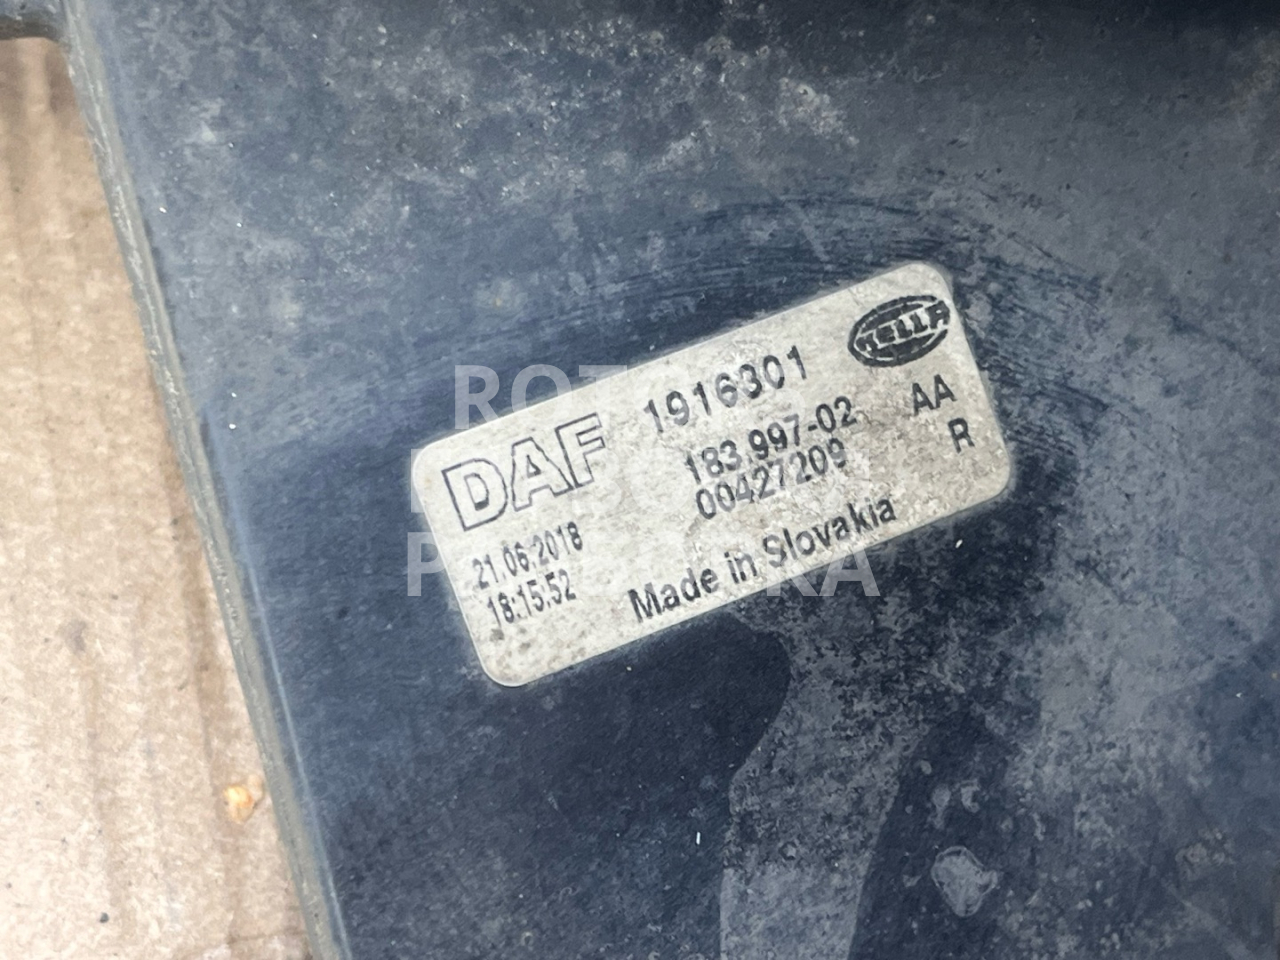 DAF 1916301
HELLA
183.997-02 AA
00427209 R
21.06.2018
18:15:52
Made in Slovakia